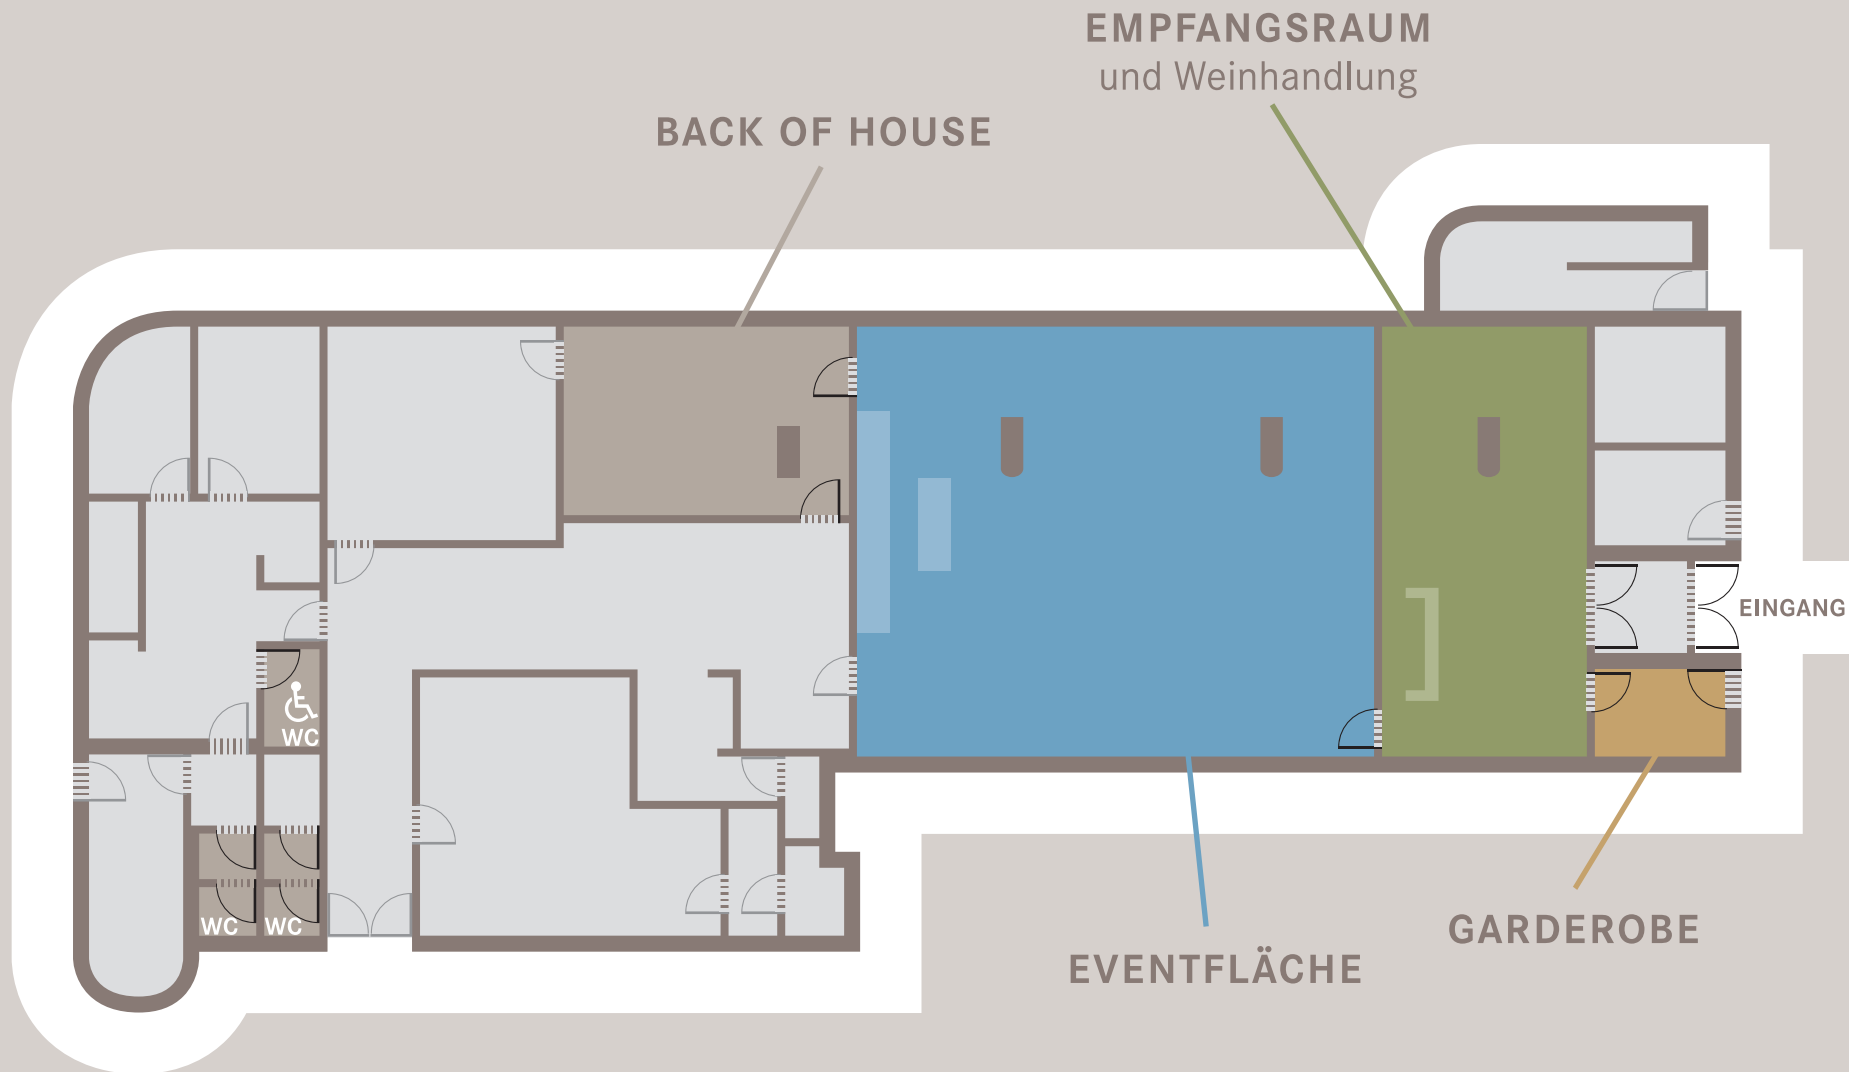 EMPFANGSRAUM
und Weinhandlung
BACK OF HOUSE
EINGANG
WC
WC
WC
GARDEROBE
EVENTFLÄCHE